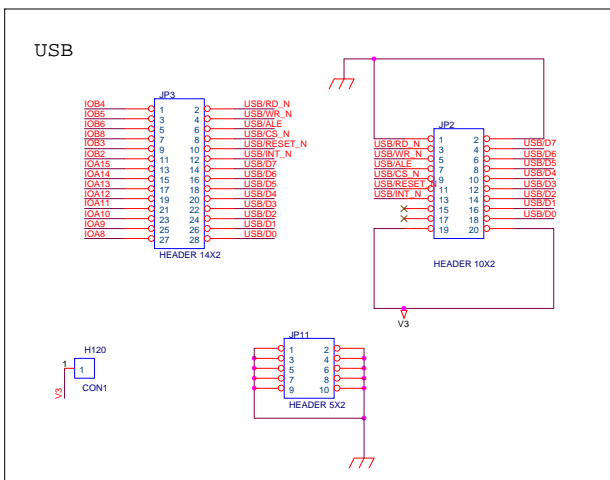 USB
JP3
IOB4 1 2 USB/RD_N
IOB5 3 4 USB/WR_N
IOB6 5 6 USB/ALE
IOB8 7 8 USB/CS_N
IOB3 9 10 USB/RESET_N
IOB2 11 12 USB/INT_N
IOA15 13 14 USB/D7
IOA14 15 16 USB/D6
IOA13 17 18 USB/D5
IOA12 19 20 USB/D4
IOA11 21 22 USB/D3
IOA10 23 24 USB/D2
IOA9 25 26 USB/D1
IOA8 27 28 USB/D0
HEADER 14X2
JP2
1 2
USB/RD_N 3 4 USB/D7
USB/WR_N 5 6 USB/D6
USB/ALE 7 8 USB/D5
USB/CS_N 9 10 USB/D4
USB/RESET_N 11 12 USB/D3
USB/INT_N 13 14 USB/D2
15 16 USB/D1
17 18 USB/D0
19 20
HEADER 10X2
V3
JP11
1 2
3 4
5 6
7 8
9 10
HEADER 5X2
H120
1 1
CON1
V3